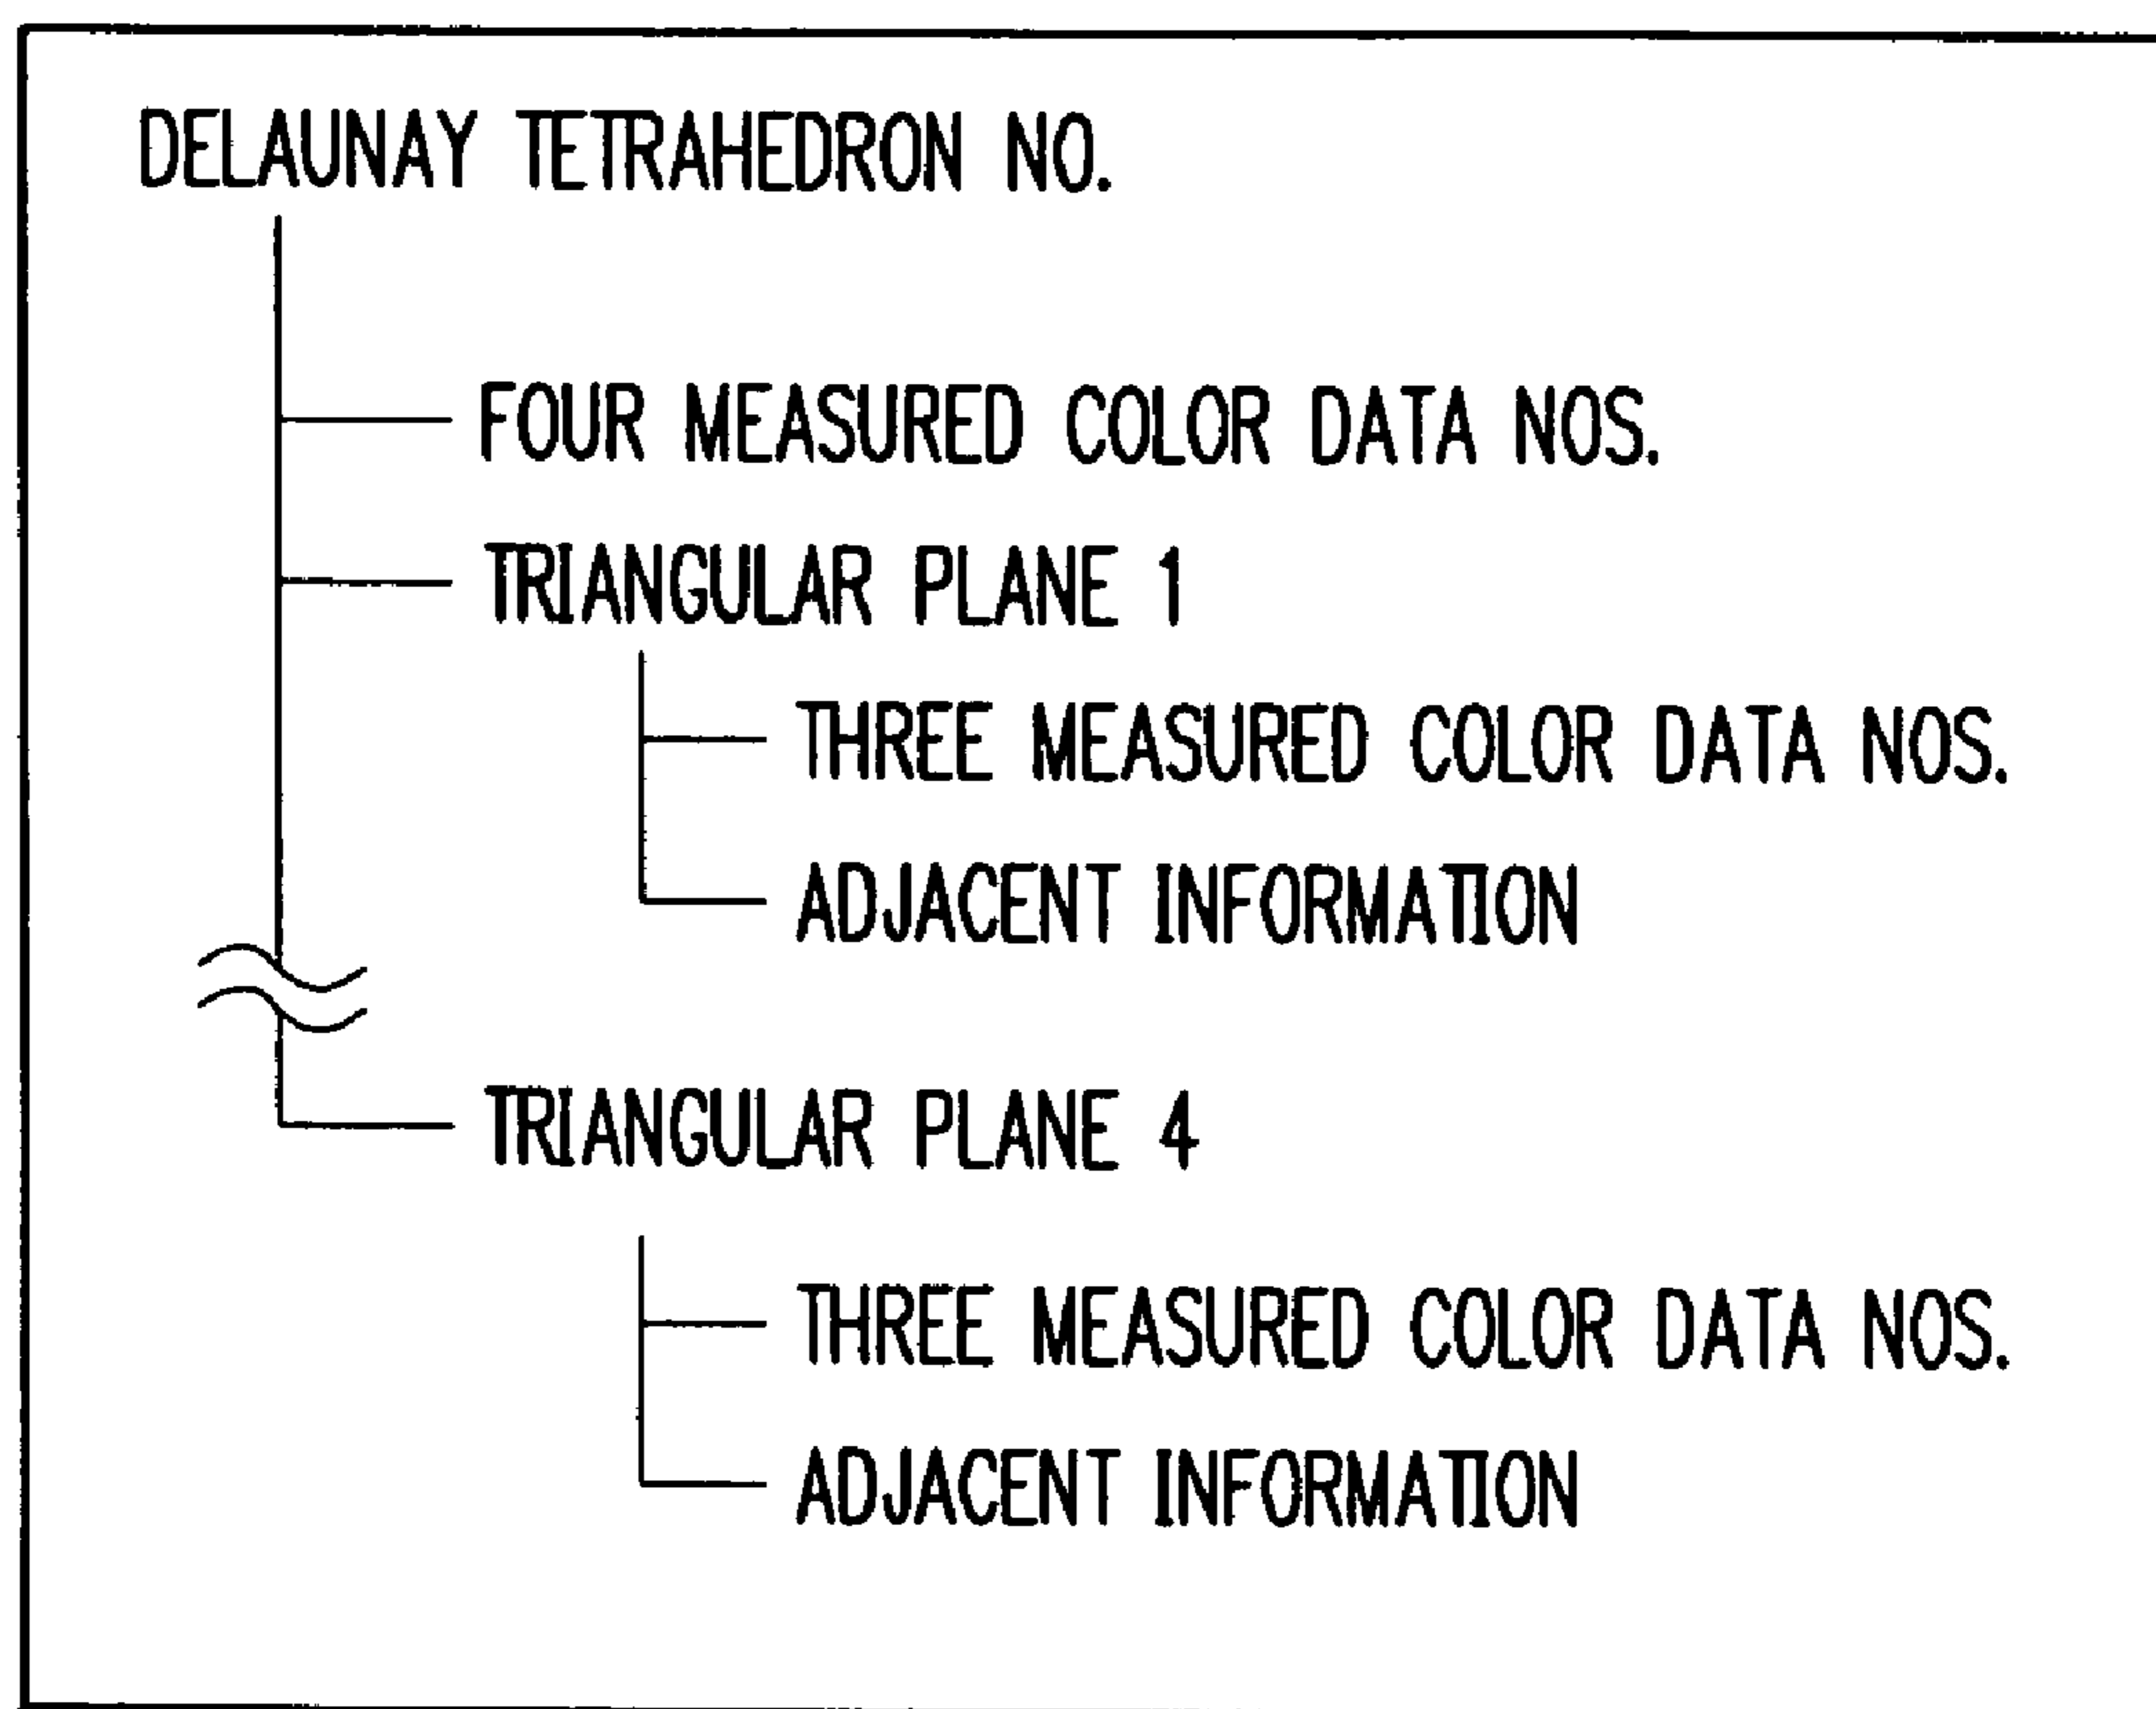 DELAUNAY TETRAHEDRON NO.
FOUR MEASURED COLOR DATA NOS.
TRIANGULAR PLANE 1
THREE MEASURED COLOR DATA NOS.
ADJACENT INFORMATION
TRIANGULAR PLANE 4
THREE MEASURED COLOR DATA NOS.
ADJACENT INFORMATION